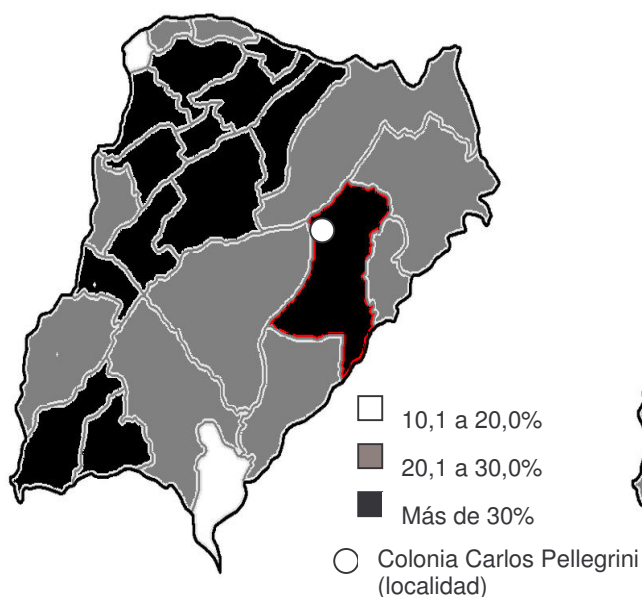 10,1 a 20,0%
20,1 a 30,0%
Más de 30%
Colonia Carlos Pellegrini
(localidad)